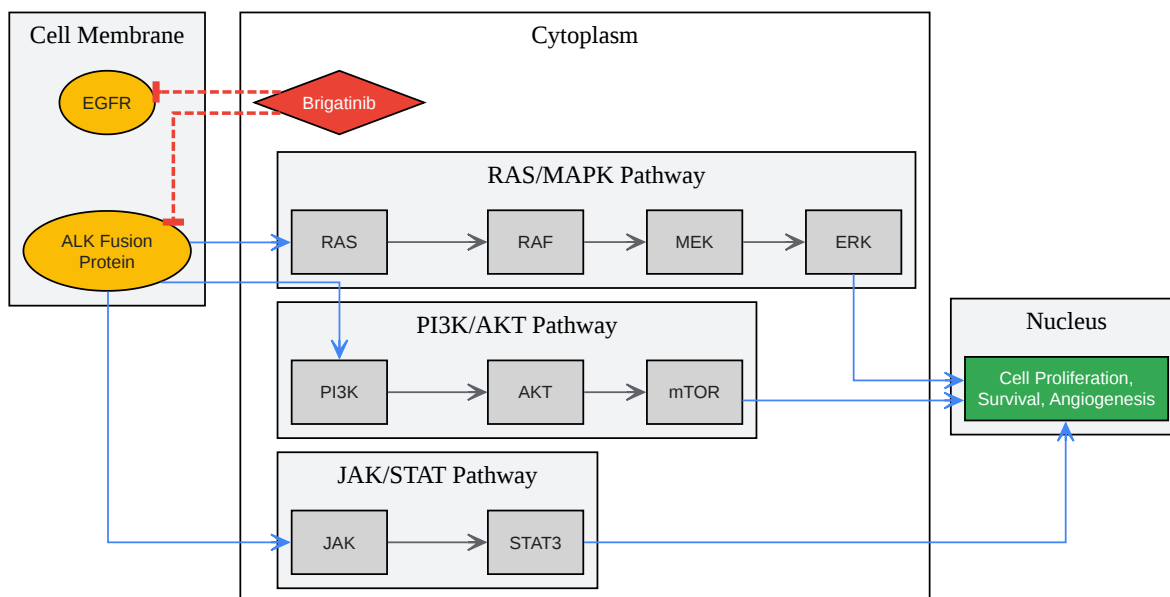 Cell Membrane
Cytoplasm
EGFR
Brigatinib
RAS/MAPK Pathway
ALK Fusion
Protein
RAS
RAF
MEK
ERK
PI3K/AKT Pathway
Nucleus
PI3K
AKT
mTOR
Cell Proliferation,
Survival, Angiogenesis
JAK/STAT Pathway
JAK
STAT3